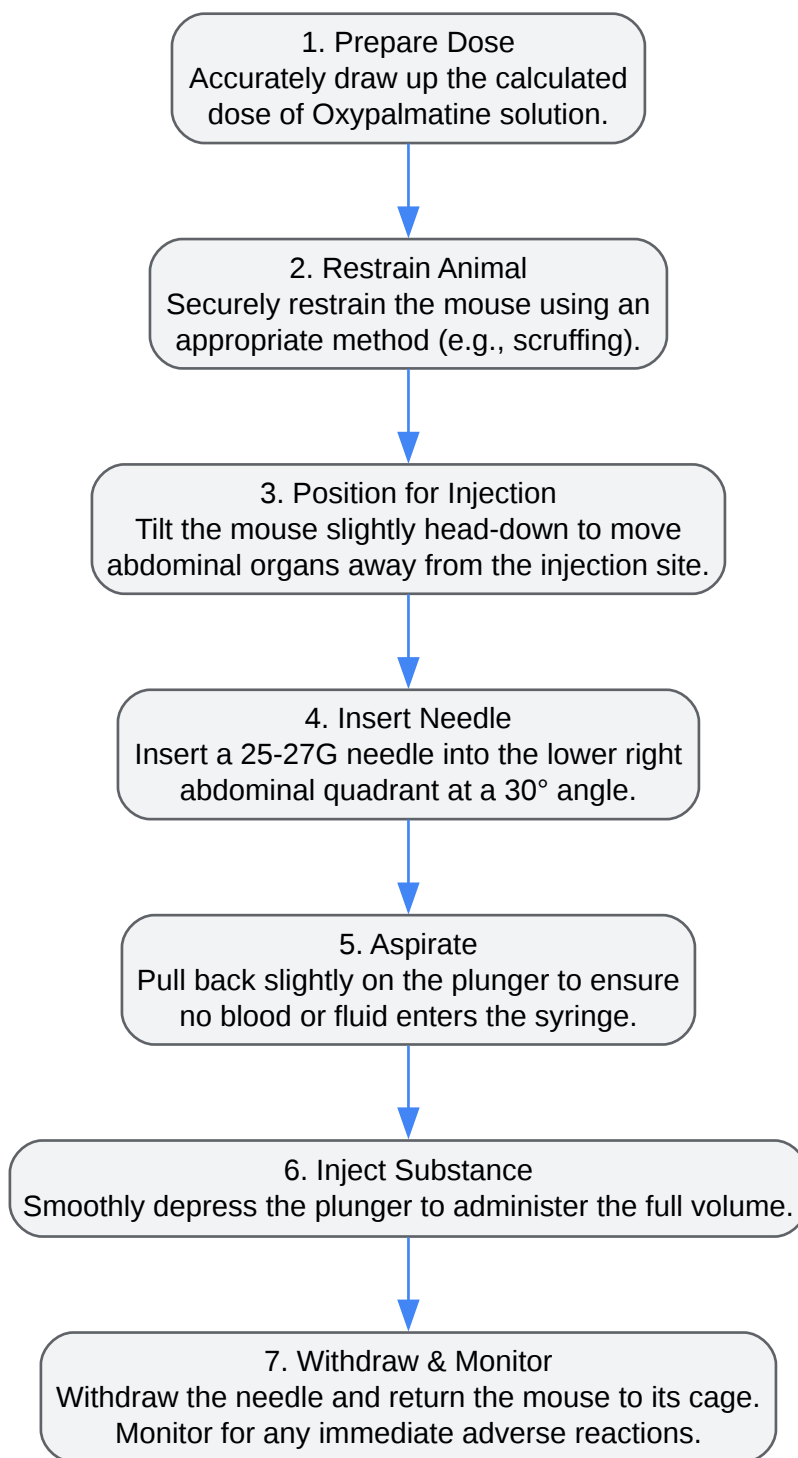 1. Prepare Dose
Accurately draw up the calculated
dose of Oxypalmatine solution.
2. Restrain Animal
Securely restrain the mouse using an
appropriate method (e.g., scruffing).
3. Position for Injection
Tilt the mouse slightly head-down to move
abdominal organs away from the injection site.
4. Insert Needle
Insert a 25-27G needle into the lower right
abdominal quadrant at a 30° angle.
5. Aspirate
Pull back slightly on the plunger to ensure
no blood or fluid enters the syringe.
6. Inject Substance
Smoothly depress the plunger to administer the full volume.
7. Withdraw & Monitor
Withdraw the needle and return the mouse to its cage.
Monitor for any immediate adverse reactions.